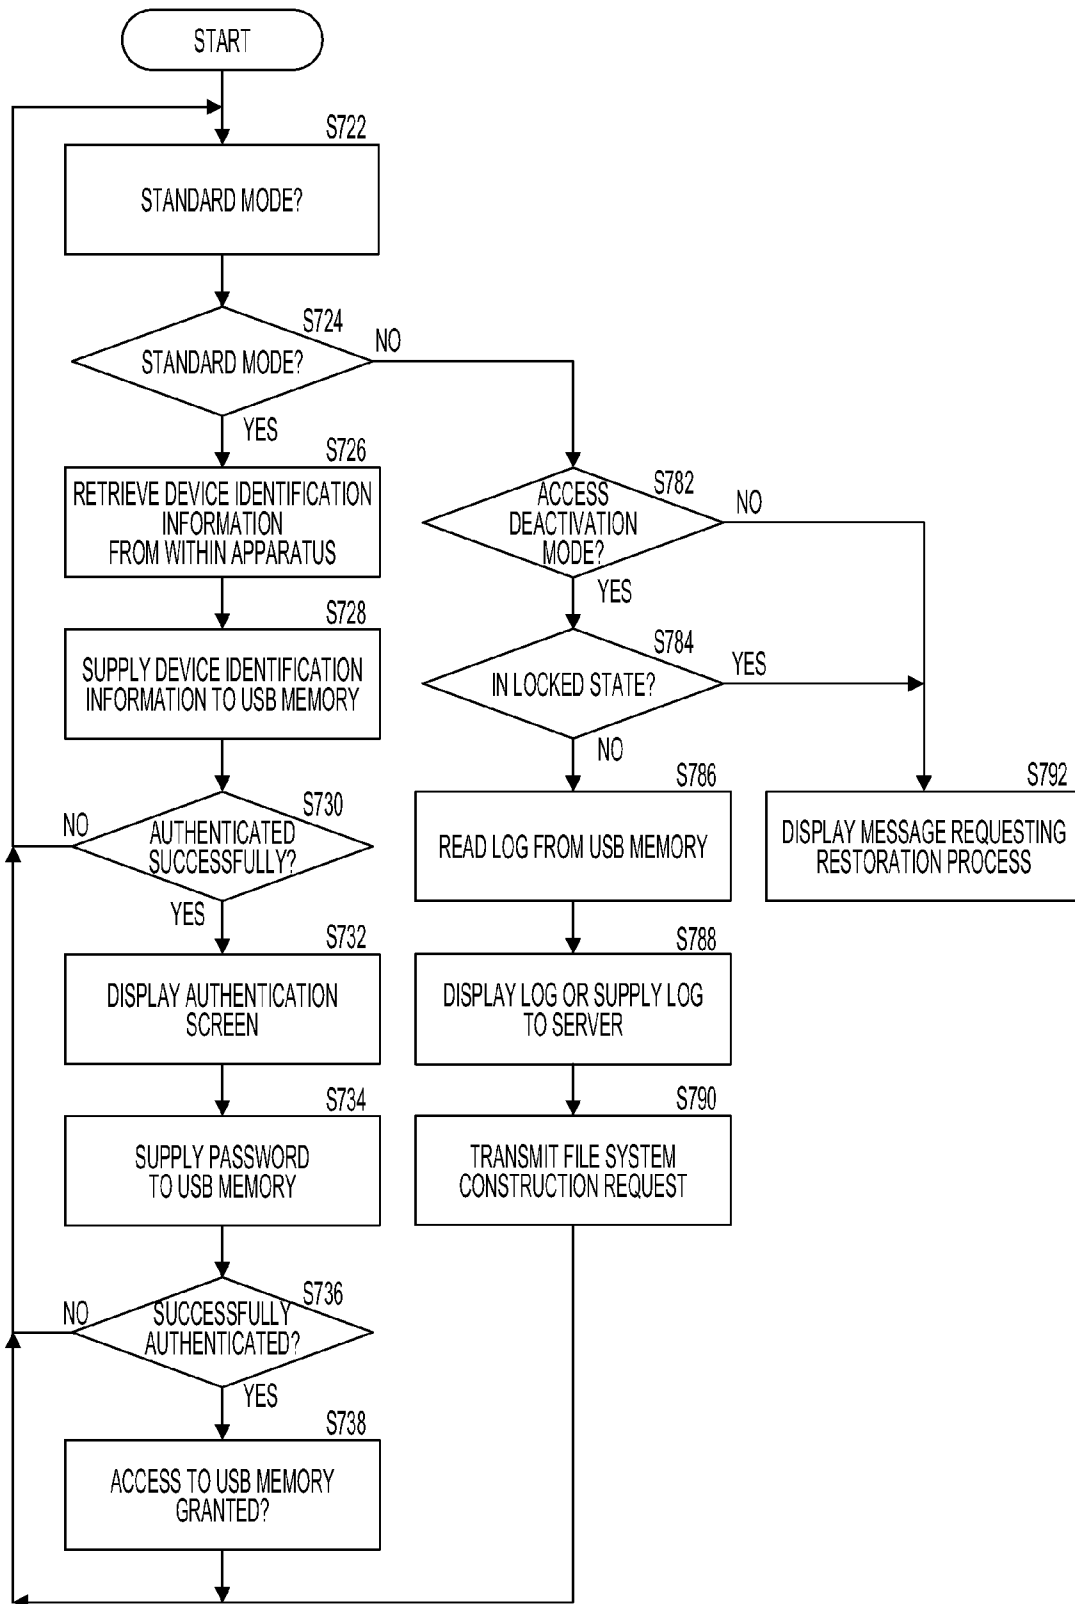 START
S722
STANDARD MODE?
S724
STANDARD MODE?
NO
YES
S726
RETRIEVE DEVICE IDENTIFICATION
INFORMATION
FROM WITHIN APPARATUS
S728
SUPPLY DEVICE IDENTIFICATION
INFORMATION TO USB MEMORY
S730
AUTHENTICATED
SUCCESSFULLY?
NO
YES
S732
DISPLAY AUTHENTICATION
SCREEN
S734
SUPPLY PASSWORD
TO USB MEMORY
S736
SUCCESSFULLY
AUTHENTICATED?
NO
YES
S738
ACCESS TO USB MEMORY
GRANTED?
S782
ACCESS
DEACTIVATION
MODE?
NO
YES
S784
IN LOCKED STATE?
YES
NO
S786
READ LOG FROM USB MEMORY
S788
DISPLAY LOG OR SUPPLY LOG
TO SERVER
S790
TRANSMIT FILE SYSTEM
CONSTRUCTION REQUEST
S792
DISPLAY MESSAGE REQUESTING
RESTORATION PROCESS